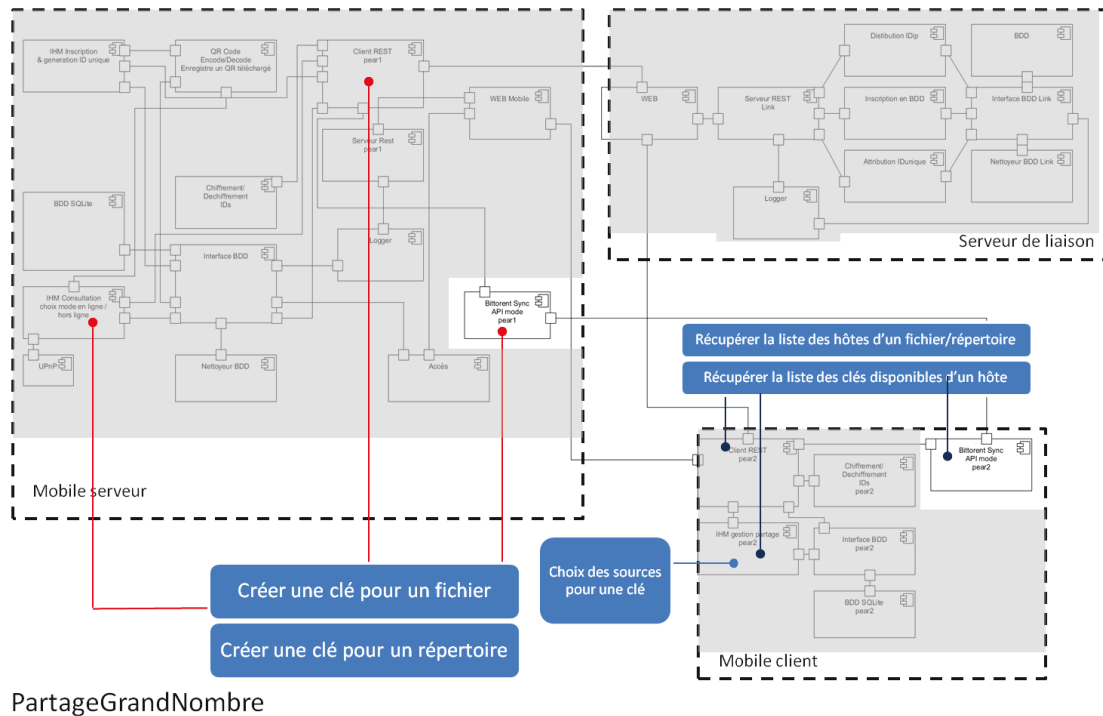 IHM Inscription
& generation ID unique
QR Code
Encode/Decode
Enregistre un QR téléchargé
Client REST
pear1
WEB Mobile
Serveur Rest
pear1
Chiffrement/
Dechiffrement
IDs
BDD SQLite
Logger
Interface BDD
IHM Consultation
choix mode en ligne /
hors ligne
Bittorent Sync
API mode
pear1
UPnP
Nettoyeur BDD
Accés
Mobile serveur
Distibution IDip
BDD
WEB
Serveur REST
Link
Inscription en BDD
Interface BDD Link
Attribution IDunique
Nettoyeur BDD Link
Logger
Serveur de liaison
Récupérer la liste des hôtes d'un fichier/répertoire
Récupérer la liste des clés disponibles d'un hôte
Client REST
pear2
Bittorent Sync
API mode
pear2
Chiffrement/
Dechiffrement
IDs
pear2
IHM gestion partage
pear2
Interface BDD
pear2
BDD SQLite
pear2
Mobile client
Choix des sources
pour une clé
Créer une clé pour un fichier
Créer une clé pour un répertoire
PartageGrandNombre